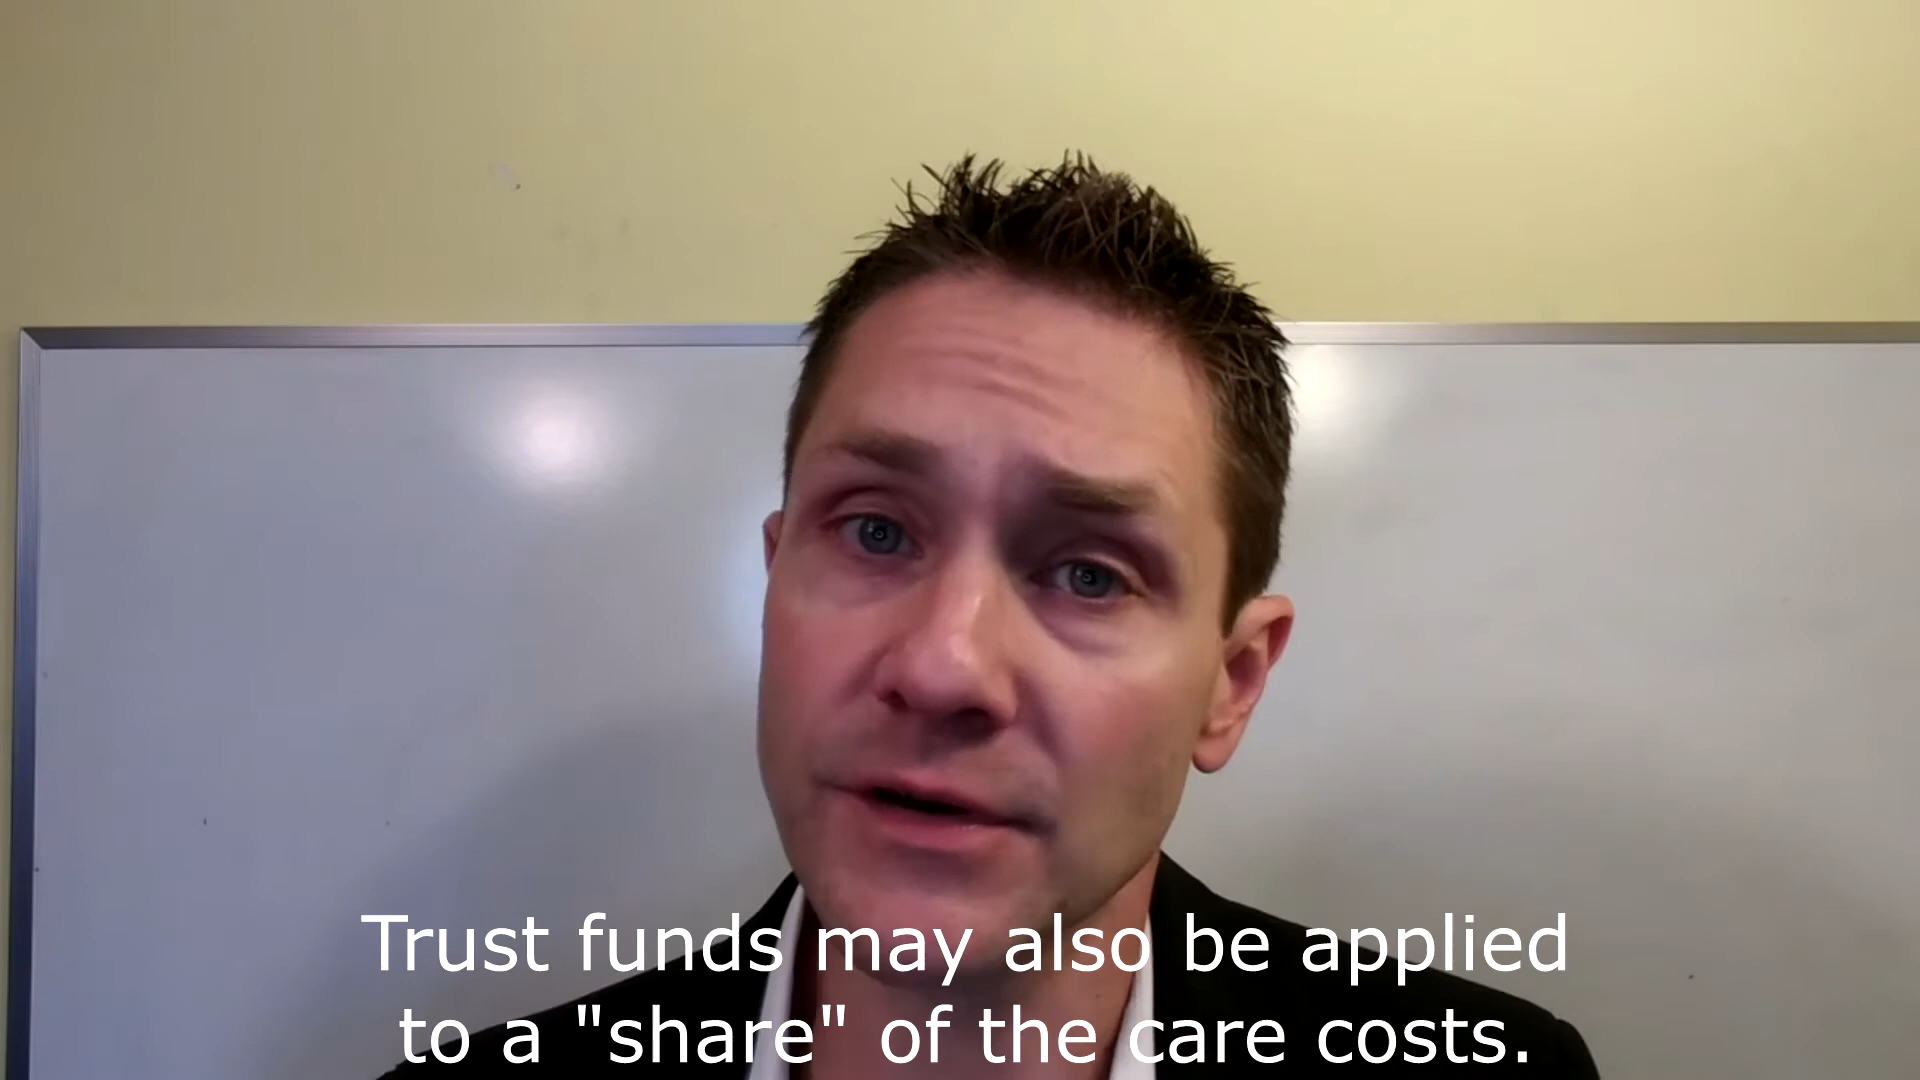 Trust funds may also be applied
to a "share" of the care costs.